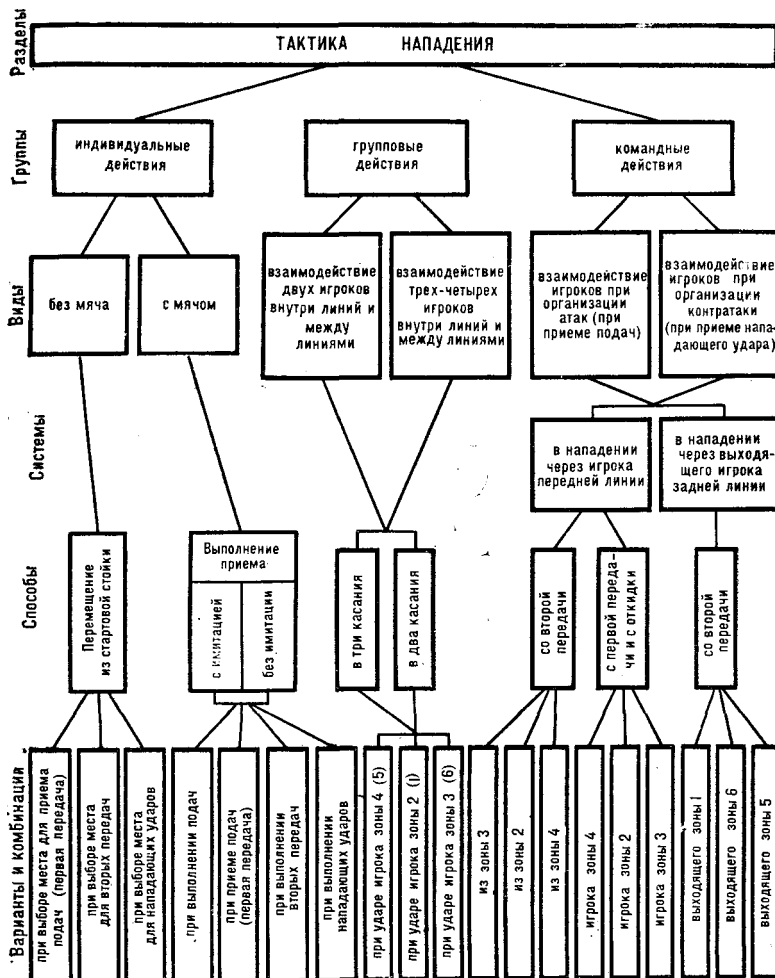 Разделы
ТАКТИКА НАПАДЕНИЯ
Группы
индивидуальные
действия
групповые
действия
командные
действия
Виды
без мяча
с мячом
взаимодействие
двух игроков
внутри линий и
между
линиями
взаимодействие
трех-четырех
игроков
внутри линий и
между линиями
взаимодействие
игроков при
организации
атак (при
приеме подач)
взаимодействие
игроков при
организации
контратаки
(при приеме напа-
дающего удара)
Системы
в нападении
через игрока
передней линии
в нападении
через выходя-
щего игрока
задней линии
Способы
Перемещение
из стартовой стойки
Выполнение
приема
с имитацией
без имитации
в три касания
в два касания
со второй
передачи
с первой переда-
чи и с откидки
со второй
передачи
Варианты и комбинация
при выборе места для приема
подач (первая передача)
при выборе места
для вторых передач
при выборе места
для нападающих ударов
при выполнении подач
при приеме подач
(первая передача)
при выполнении
вторых передач
при выполнении
нападающих ударов
при ударе игрока зоны 4 (5)
при ударе игрока зоны 2 (1)
при ударе игрока зоны 3 (6)
из зоны 3
из зоны 2
из зоны 4
игрока зоны 4
игрока зоны 2
игрока зоны 3
выходящего зоны 1
выходящего зоны 6
выходящего зоны 5